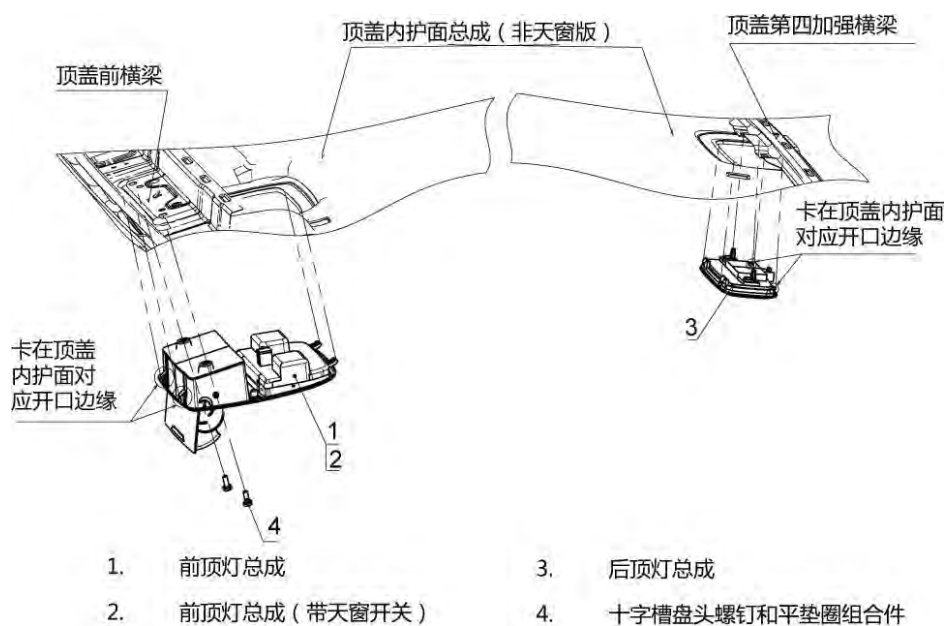 顶盖内护面总成（非天窗版）
顶盖第四加强横梁
顶盖前横梁
卡在顶盖内护面
对应开口边缘
3
卡在顶盖
内护面对
应开口边缘
1
2
4
1. 前顶灯总成
3. 后顶灯总成
2. 前顶灯总成（带天窗开关）
4. 十字槽盘头螺钉和平垫圈组合件